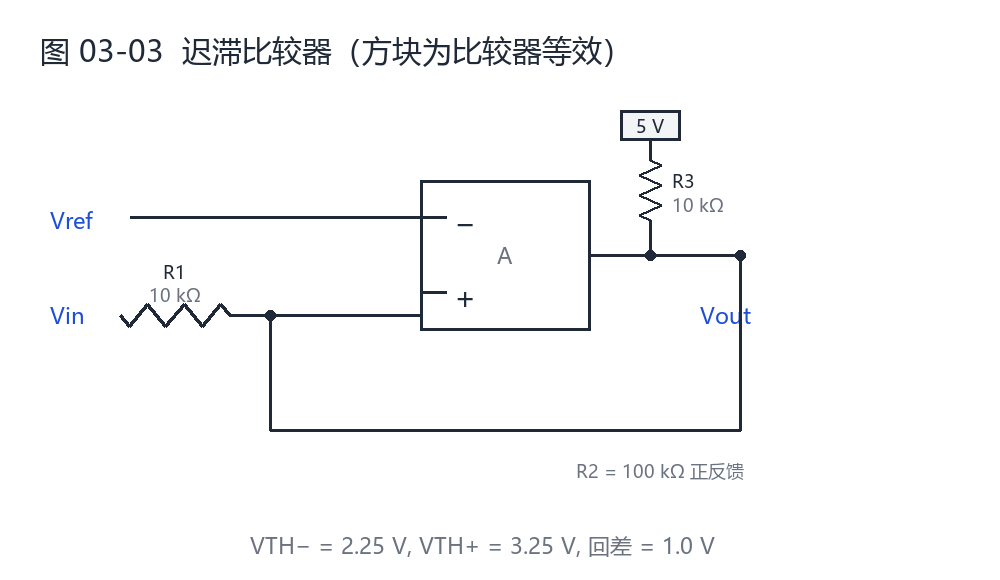 图 03-03 迟滞比较器（方块为比较器等效）
5 V
R3
10 kΩ
Vref
−
A
R1
10 kΩ
+
Vin
Vout
R2 = 100 kΩ 正反馈
VTH− = 2.25 V, VTH+ = 3.25 V, 回差 = 1.0 V